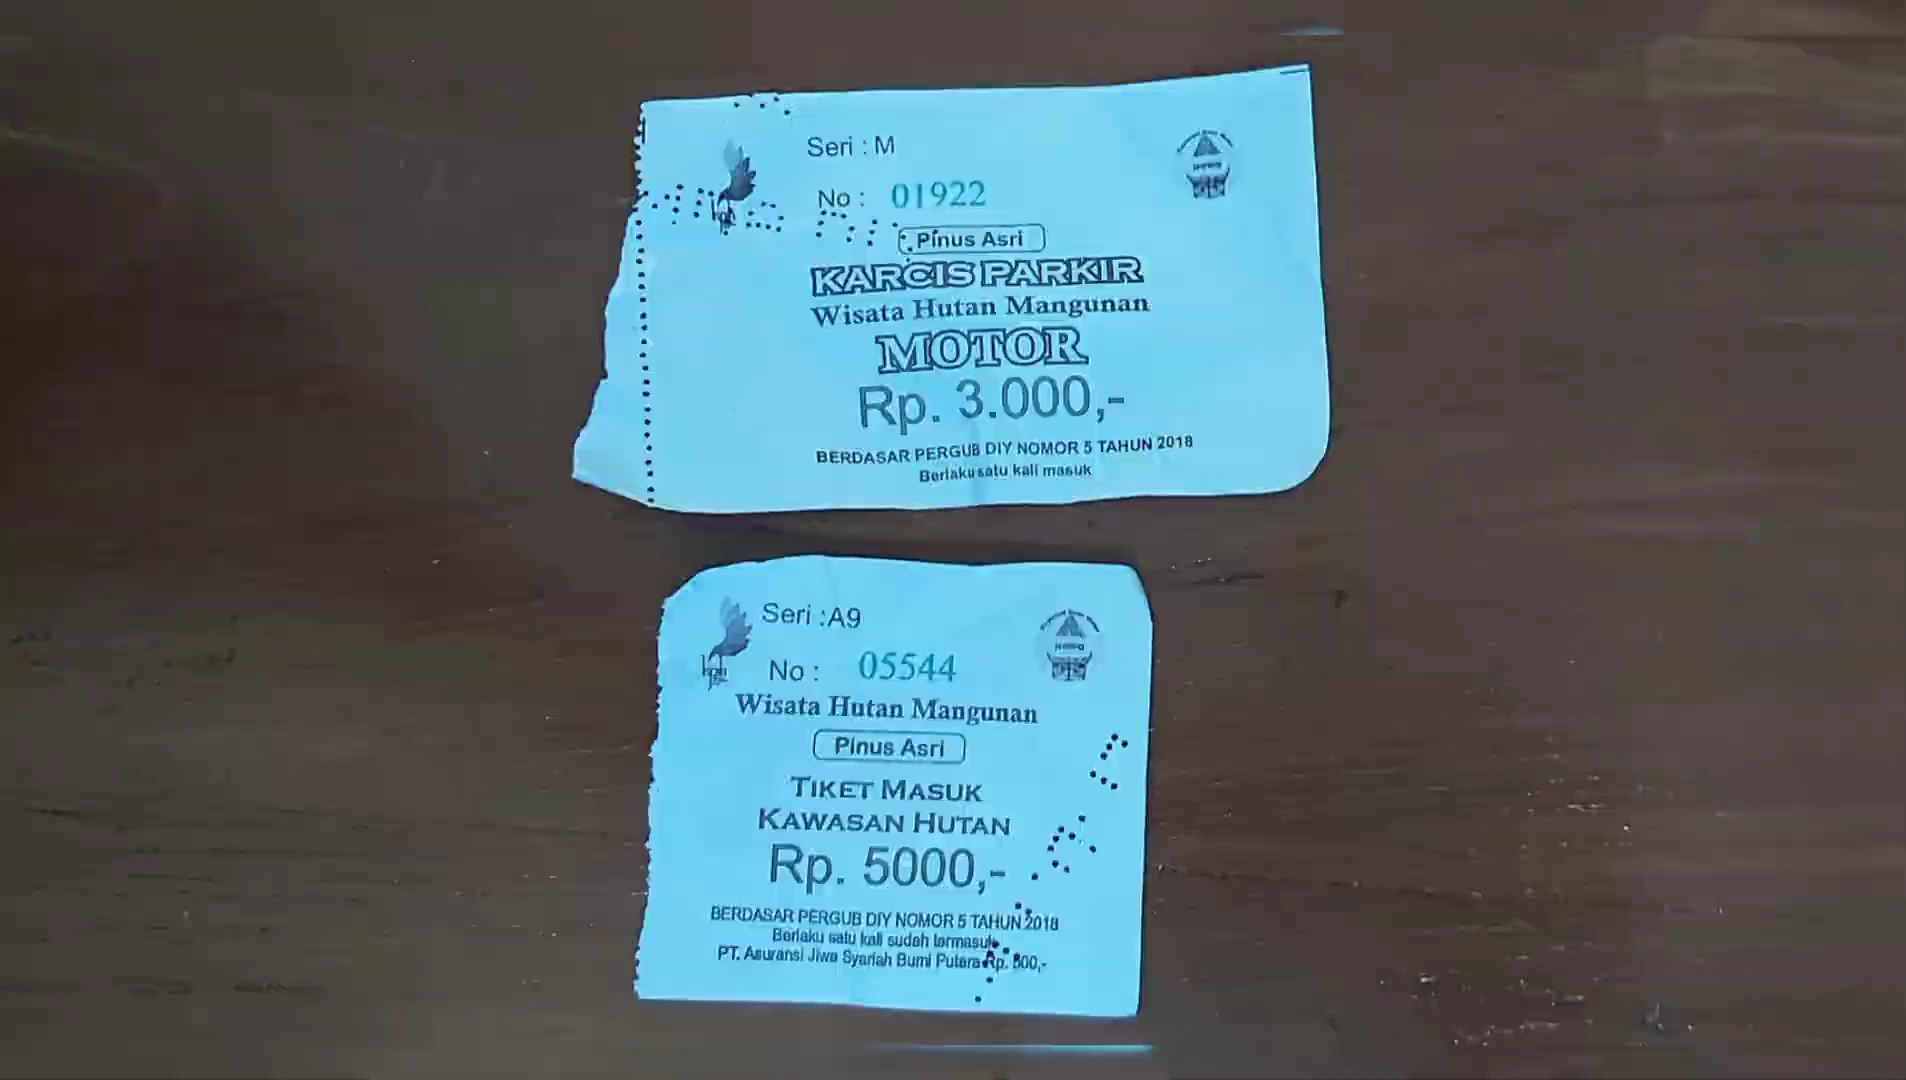 Seri : M
No : 01922
Pinus Asri
KARCIS PARKIR
Wisata Hutan Mangunan
MOTOR
Rp. 3.000,-
BERDASAR PERGUB DIY NOMOR 5 TAHUN 2018
Berlaku satu kali masuk
Seri :A9
No : 05544
Wisata Hutan Mangunan
Pinus Asri
TIKET MASUK
KAWASAN HUTAN
Rp. 5000,-
BERDASAR PERGUB DIY NOMOR 5 TAHUN 2018
Berlaku satu kali sudah termasuk
PT. Asuransi Jiwa Syariah Bumi Putera Rp. 500,-